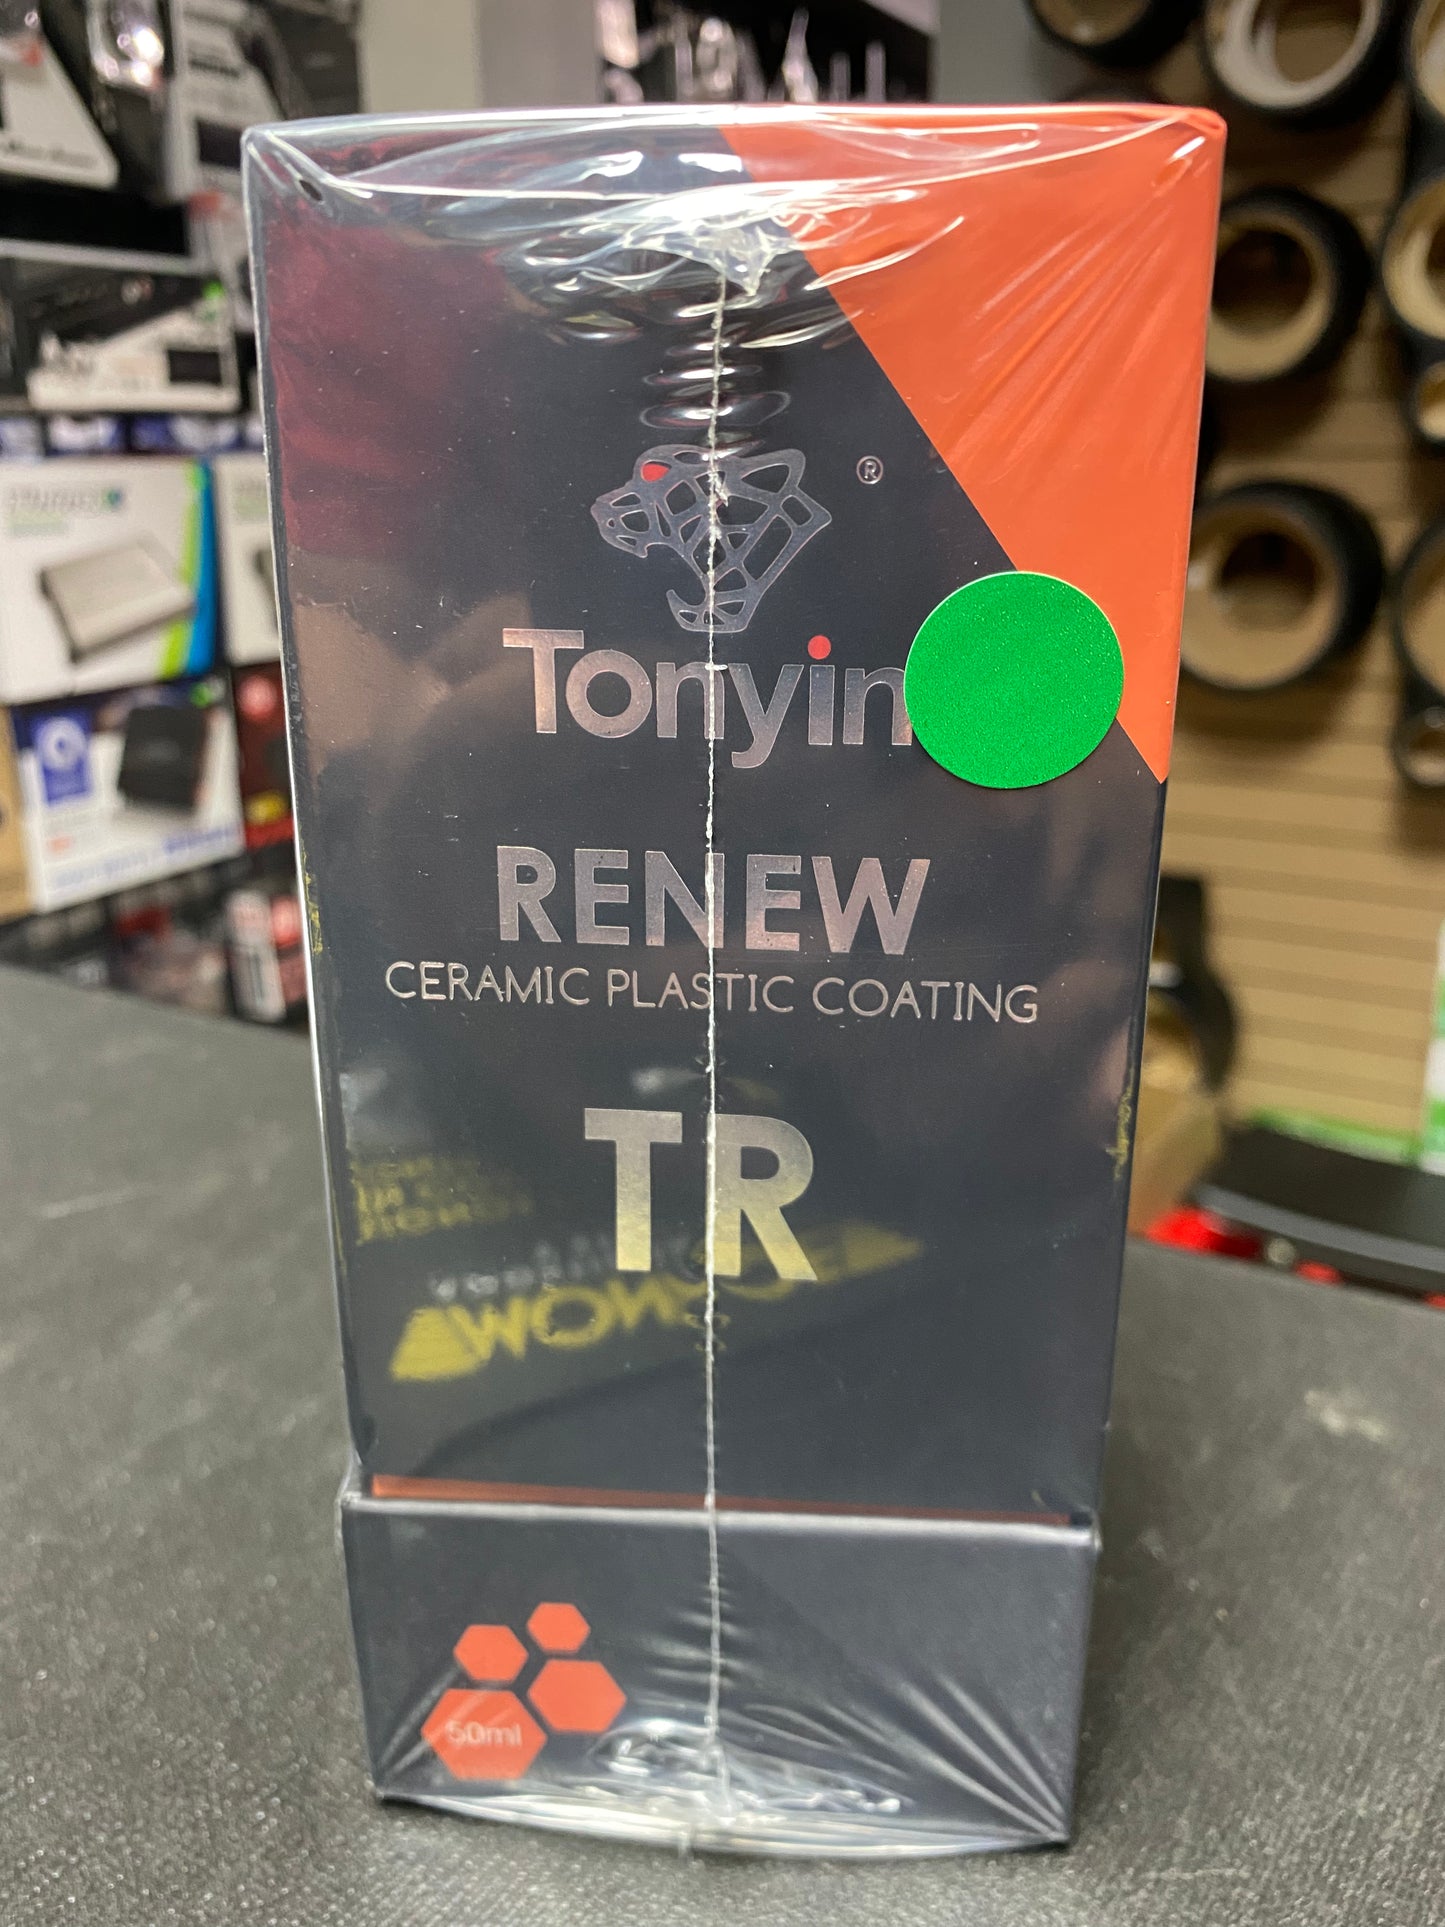 ®
Tonyin
RENEW
CERAMIC PLASTIC COATING
TR
50ml